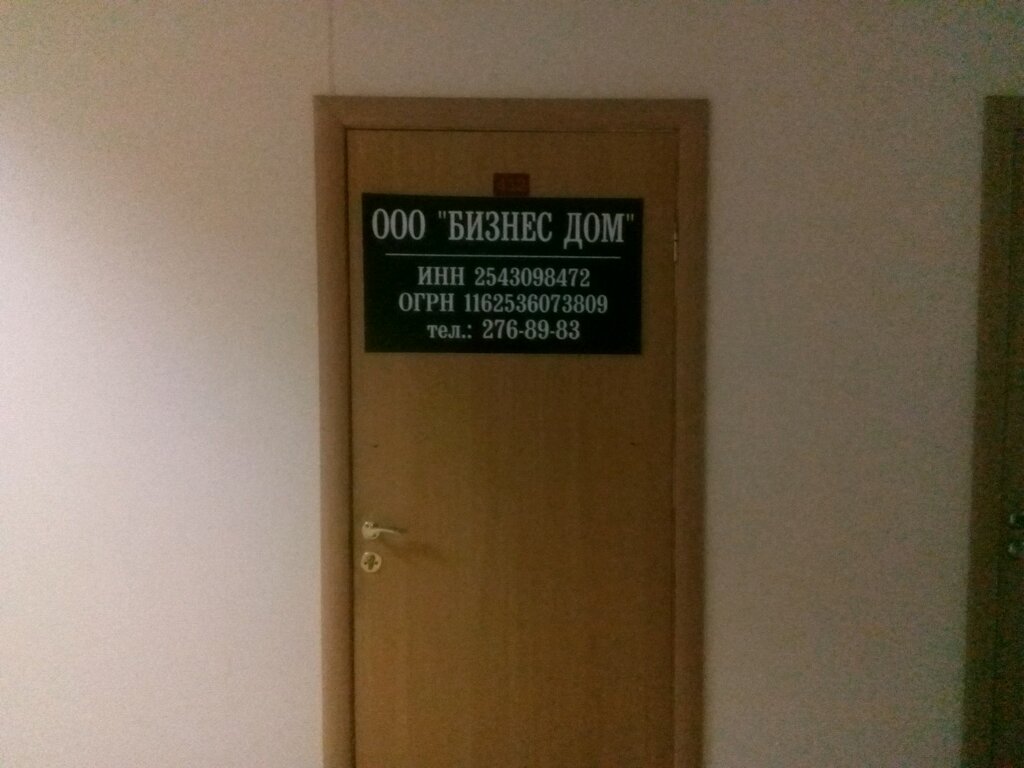 ООО "БИЗНЕС ДОМ"
ИНН 2543098472
ОГРН 1162536073809
тел.: 276-89-83